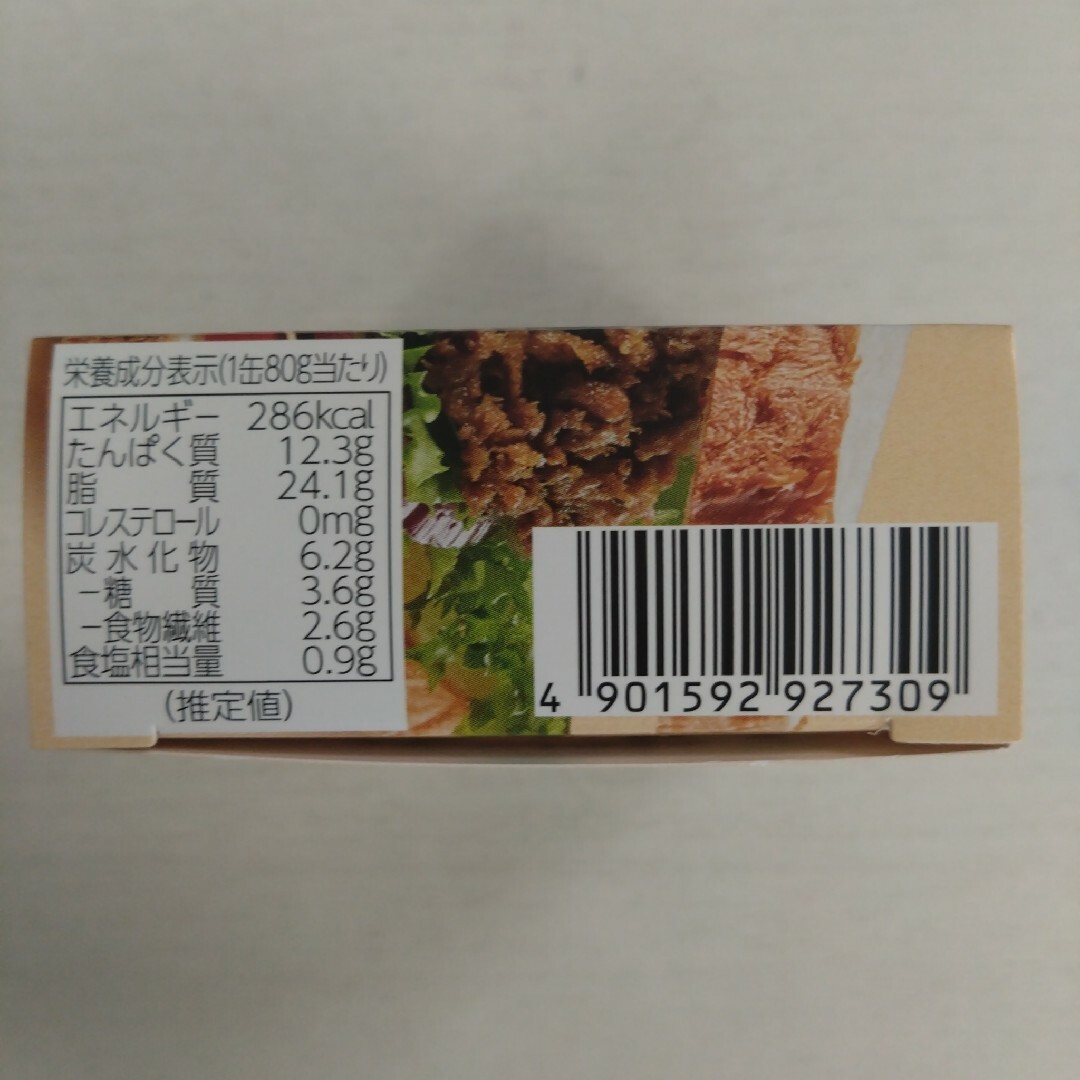 栄養成分表示(1缶80g当たり)
エネルギー 286kcal
たんぱく質 12.3g
脂質 24.1g
コレステロール 0mg
炭水化物 6.2g
－糖質 3.6g
－食物繊維 2.6g
食塩相当量 0.9g
(推定値)
4 901592 927309